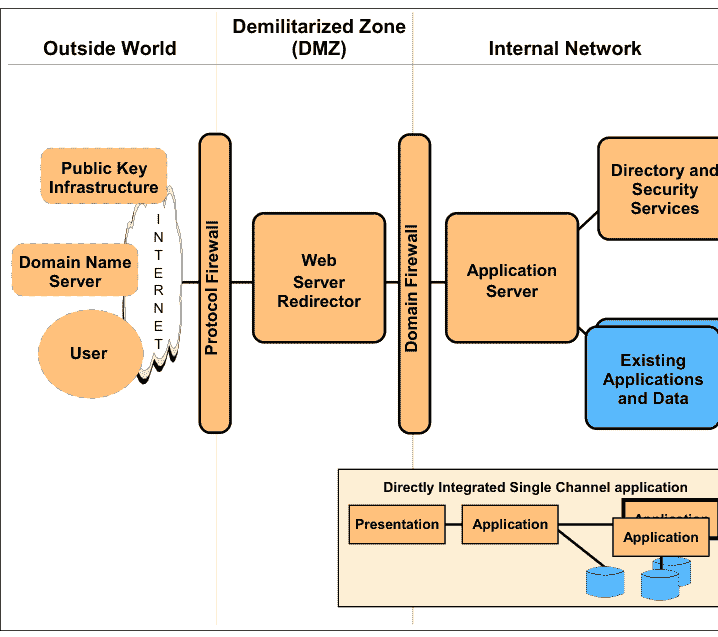 Outside World
Demilitarized Zone
(DMZ)
Internal Network
Public Key
Infrastructure
Domain Name
Server
User
INTERNET
Protocol Firewall
Web
Server
Redirector
Domain Firewall
Application
Server
Directory and
Security
Services
Existing
Applications
and Data
Directly Integrated Single Channel application
Presentation
Application
Application
Application